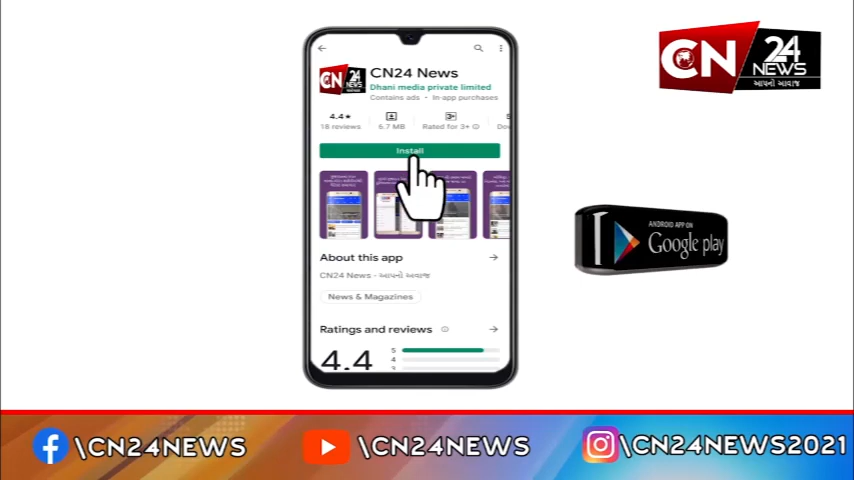 CN24 News
Dhani media private limited
Contains ads • In-app purchases
4.4★
18 reviews
6.7 MB
3+
Rated for 3+
Install
About this app
CN24 News - આપનો અવાજ
News & Magazines
Ratings and reviews
4.4
5
4
3
CN 24 NEWS
આપનો અવાજ
ANDROID APP ON
Google play
\CN24NEWS
\CN24NEWS
\CN24NEWS2021